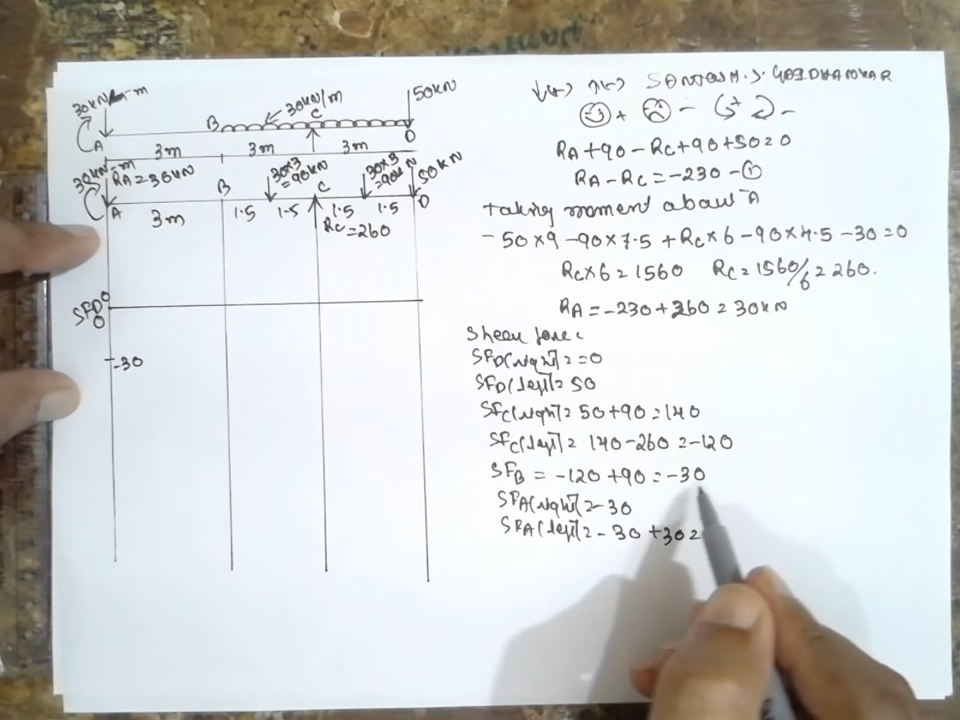 ↓(+) ↑(-) SANTOSH.S.GAIDHANKAR
+ -
30kN-m 30kN/m C 50kN
A B D
3m 3m 3m
30kN-m RA=30kN B 30×3=90kN C 30×3=90kN 50kN
A 3m 1.5 1.5 1.5 1.5 D
RC=260
SFD 0
0
-30
RA+90-RC+90+50=0
RA-RC=-230-①
Taking moment about A
-50×9-90×7.5+RC×6-90×4.5-30=0
RC×6=1560 RC=1560/6=260.
RA=-230+260=30kN
Shear force:
SFD(right)==0
SFD(left)=50
SFC(right)=50+90=140
SFC(left)=140-260=-120
SFB=-120+90=-30
SFA(right)=-30
SFA(left)=-30+30=